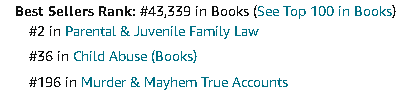 Best Sellers Rank: #43,339 in Books (See Top 100 in Books)
#2 in Parental & Juvenile Family Law
#36 in Child Abuse (Books)
#196 in Murder & Mayhem True Accounts